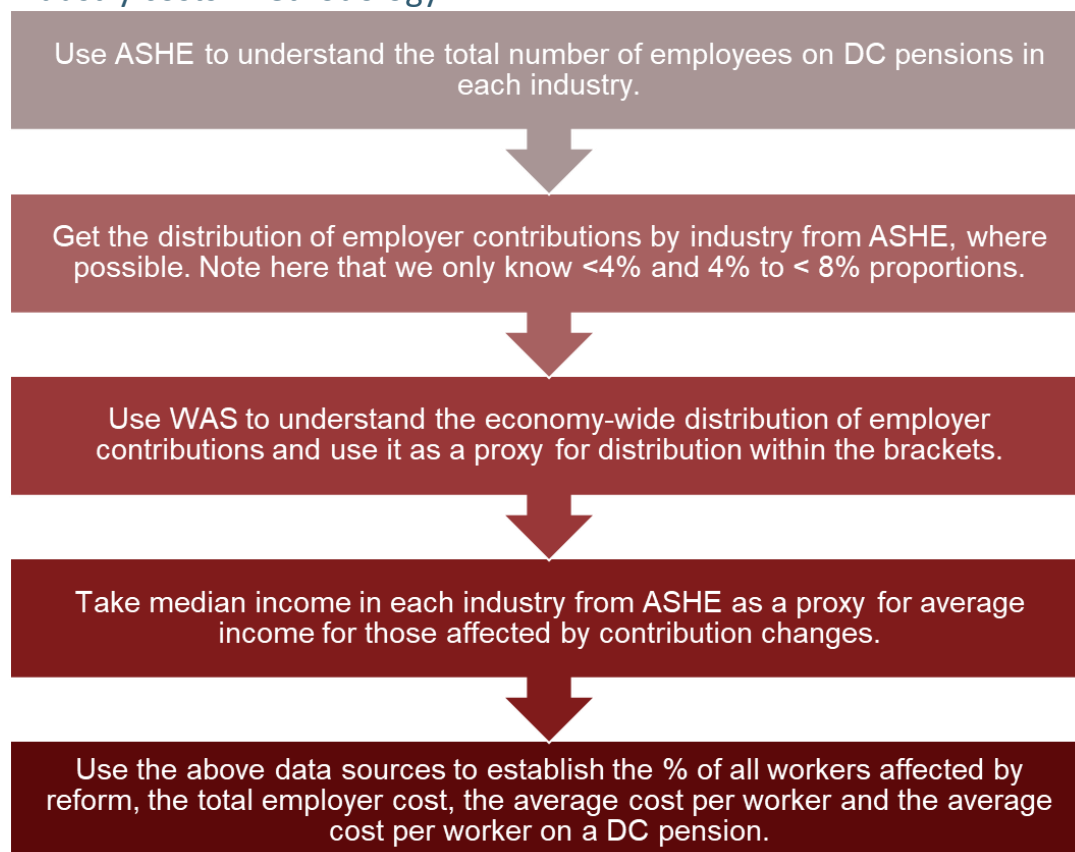 Use ASHE to understand the total number of employees on DC pensions in
each industry.
Get the distribution of employer contributions by industry from ASHE, where
possible. Note here that we only know <4% and 4% to < 8% proportions.
Use WAS to understand the economy-wide distribution of employer
contributions and use it as a proxy for distribution within the brackets.
Take median income in each industry from ASHE as a proxy for average
income for those affected by contribution changes.
Use the above data sources to establish the % of all workers affected by
reform, the total employer cost, the average cost per worker and the average
cost per worker on a DC pension.